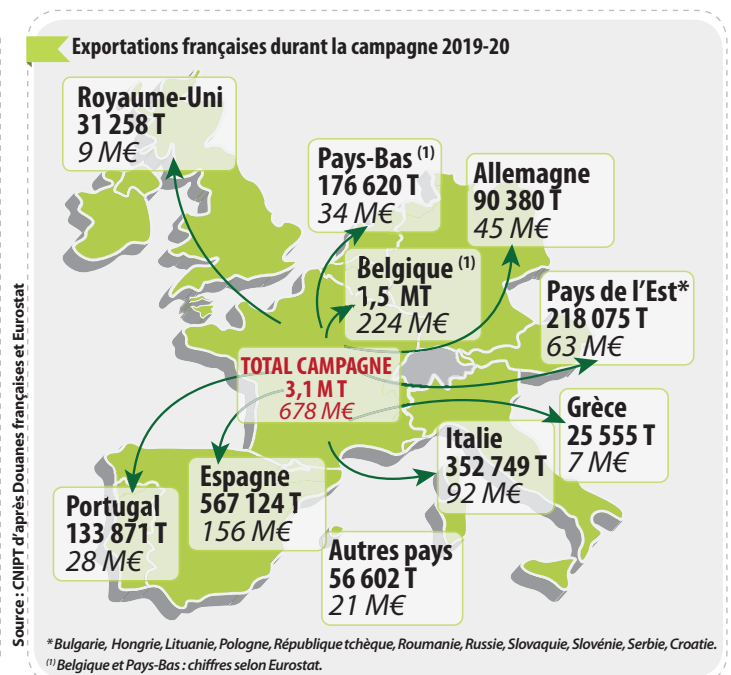 Exportations françaises durant la campagne 2019-20
Royaume-Uni
31 258 T
9 M€
Pays-Bas (1)
176 620 T
34 M€
Allemagne
90 380 T
45 M€
Belgique (1)
1,5 MT
224 M€
Pays de l'Est*
218 075 T
63 M€
TOTAL CAMPAGNE
3,1 M T
678 M€
Grèce
25 555 T
7 M€
Italie
352 749 T
92 M€
Espagne
567 124 T
156 M€
Portugal
133 871 T
28 M€
Autres pays
56 602 T
21 M€
* Bulgarie, Hongrie, Lituanie, Pologne, République tchèque, Roumanie, Russie, Slovaquie, Slovénie, Serbie, Croatie.
(1) Belgique et Pays-Bas : chiffres selon Eurostat.
Source : CNIPT d'après Douanes françaises et Eurostat